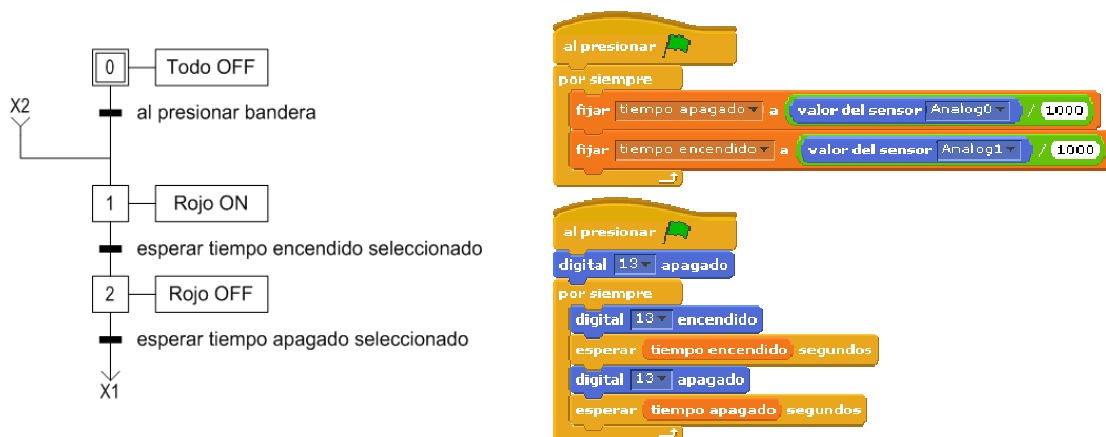 0 Todo OFF
X2
al presionar bandera
1 Rojo ON
esperar tiempo encendido seleccionado
2 Rojo OFF
esperar tiempo apagado seleccionado
X1
al presionar
por siempre
fijar tiempo apagado a valor del sensor Analog0 / 1000
fijar tiempo encendido a valor del sensor Analog1 / 1000
al presionar
digital 13 apagado
por siempre
digital 13 encendido
esperar tiempo encendido segundos
digital 13 apagado
esperar tiempo apagado segundos